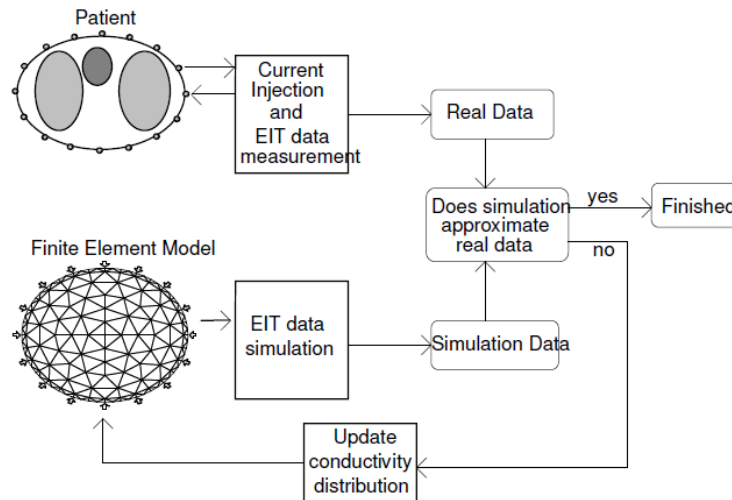 Patient
Current
Injection
and
EIT data
measurement
Real Data
Does simulation
approximate
real data
yes
Finished
no
Finite Element Model
EIT data
simulation
Simulation Data
Update
conductivity
distribution